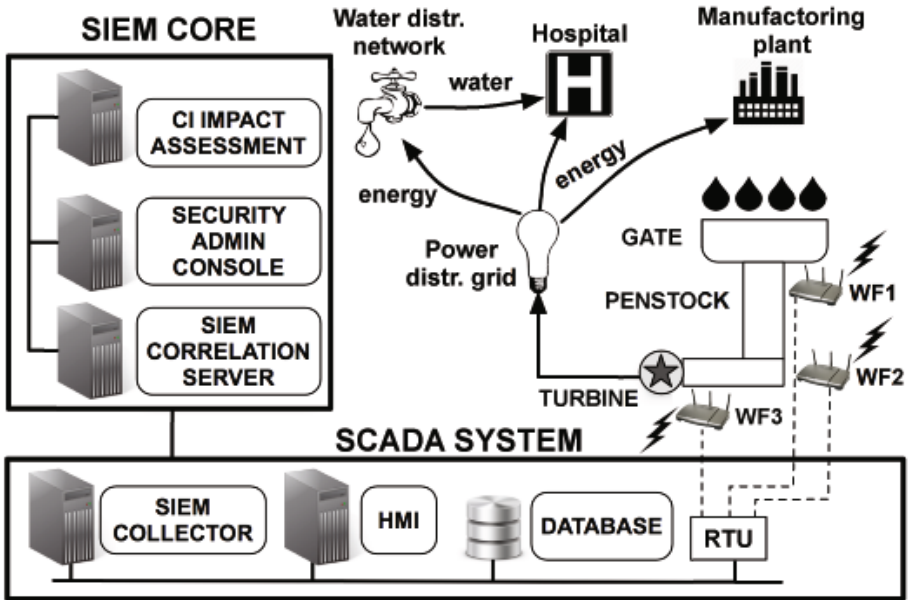 SIEM CORE
CI IMPACT
ASSESSMENT
SECURITY
ADMIN
CONSOLE
SIEM
CORRELATION
SERVER
Water distr.
network
water
Hospital
H
Manufactoring
plant
energy
energy
Power
distr. grid
GATE
PENSTOCK
TURBINE
WF1
WF2
WF3
SCADA SYSTEM
SIEM
COLLECTOR
HMI
DATABASE
RTU